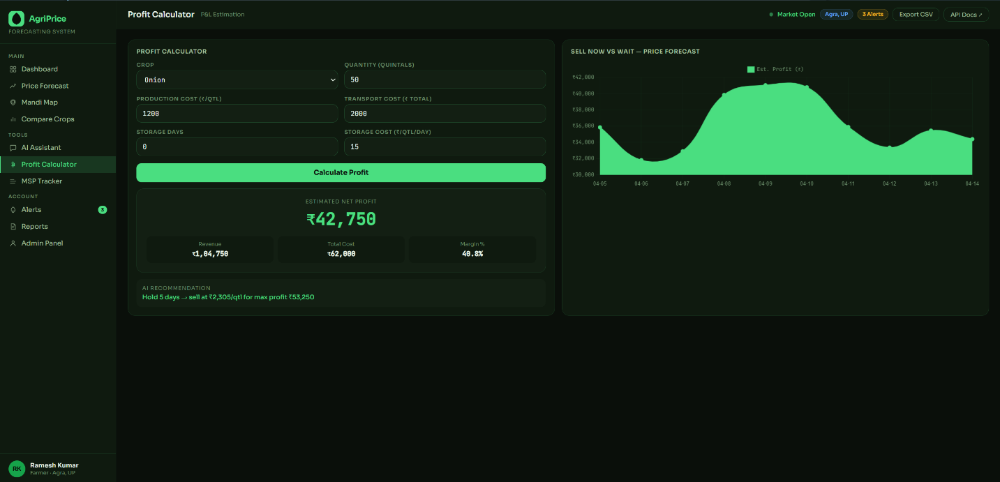 AgriPrice
FORECASTING SYSTEM
MAIN
Dashboard
Price Forecast
Mandi Map
Compare Crops
TOOLS
AI Assistant
Profit Calculator
MSP Tracker
ACCOUNT
Alerts 3
Reports
Admin Panel
RK
Ramesh Kumar
Farmer · Agra, UP
Profit Calculator P&L Estimation
Market Open Agra, UP 3 Alerts Export CSV API Docs ↗
PROFIT CALCULATOR
CROP QUANTITY (QUINTALS)
Onion 50
PRODUCTION COST (₹/QTL) TRANSPORT COST (₹ TOTAL)
1200 2000
STORAGE DAYS STORAGE COST (₹/QTL/DAY)
0 15
Calculate Profit
ESTIMATED NET PROFIT
₹42,750
Revenue Total Cost Margin %
₹1,04,750 ₹62,000 40.8%
AI RECOMMENDATION
Hold 5 days → sell at ₹2,305/qtl for max profit ₹53,250
SELL NOW VS WAIT — PRICE FORECAST
Est. Profit (₹)
₹42,000
₹40,000
₹38,000
₹36,000
₹34,000
₹32,000
₹30,000
04-05 04-06 04-07 04-08 04-09 04-10 04-11 04-12 04-13 04-14